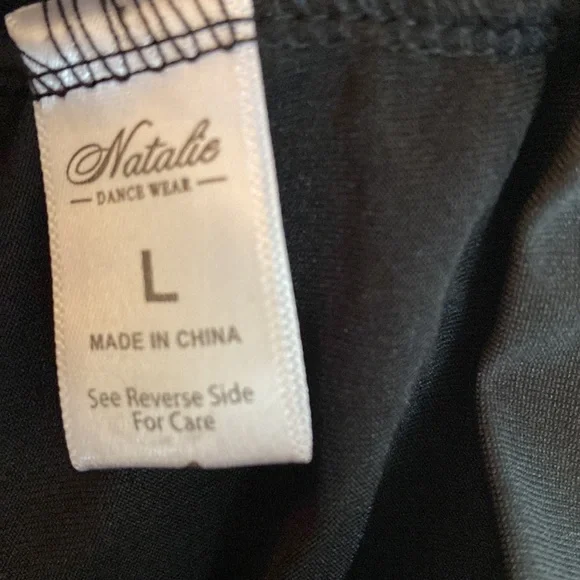 Natalie
DANCE WEAR
L
MADE IN CHINA
See Reverse Side
For Care